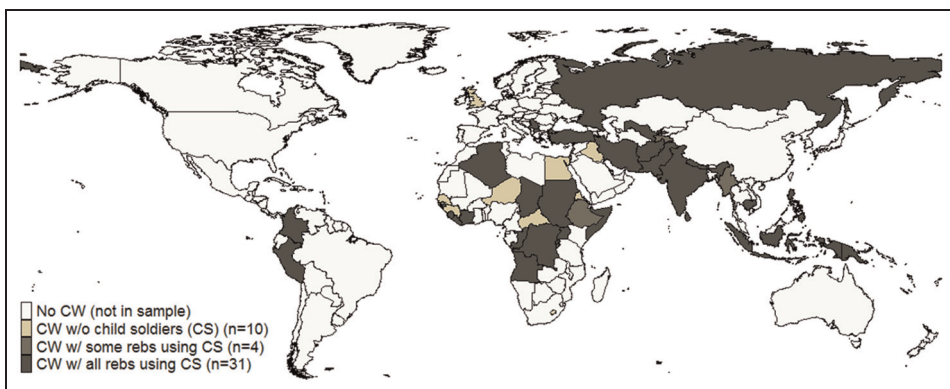 No CW (not in sample)
CW w/o child soldiers (CS) (n=10)
CW w/ some rebs using CS (n=4)
CW w/ all rebs using CS (n=31)